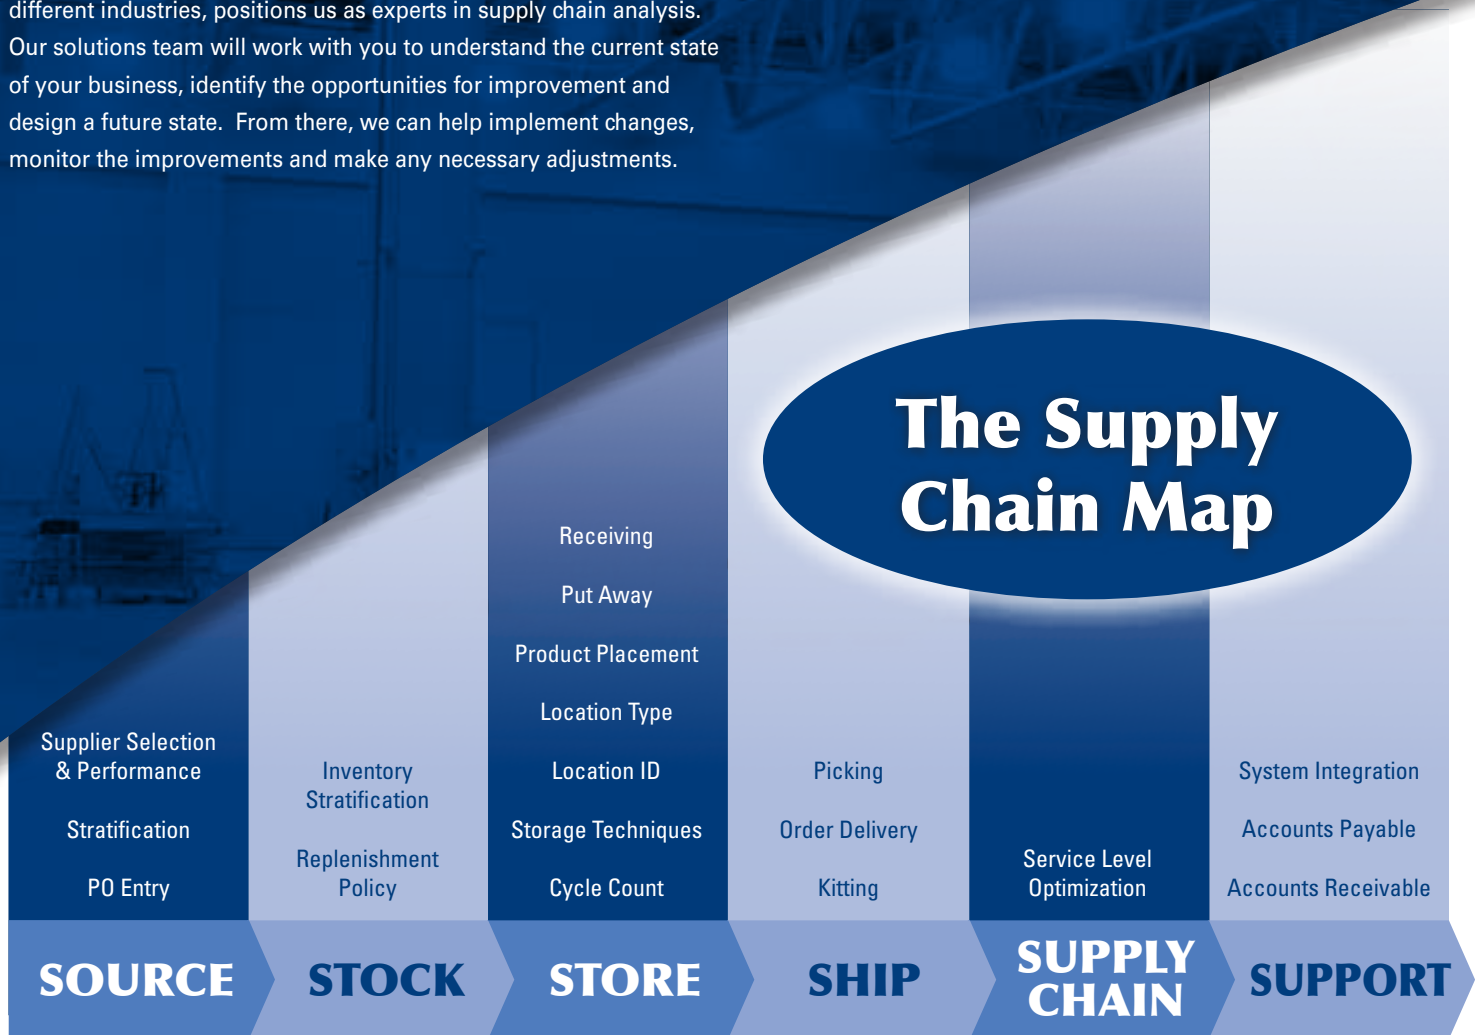 different industries, positions us as experts in supply chain analysis.
Our solutions team will work with you to understand the current state
of your business, identify the opportunities for improvement and
design a future state.  From there, we can help implement changes,
monitor the improvements and make any necessary adjustments.
The Supply
Chain Map
Supplier Selection
& Performance
Stratification
PO Entry
Inventory
Stratification
Replenishment
Policy
Receiving
Put Away
Product Placement
Location Type
Location ID
Storage Techniques
Cycle Count
Picking
Order Delivery
Kitting
Service Level
Optimization
System Integration
Accounts Payable
Accounts Receivable
SOURCE
STOCK
STORE
SHIP
SUPPLY
CHAIN
SUPPORT